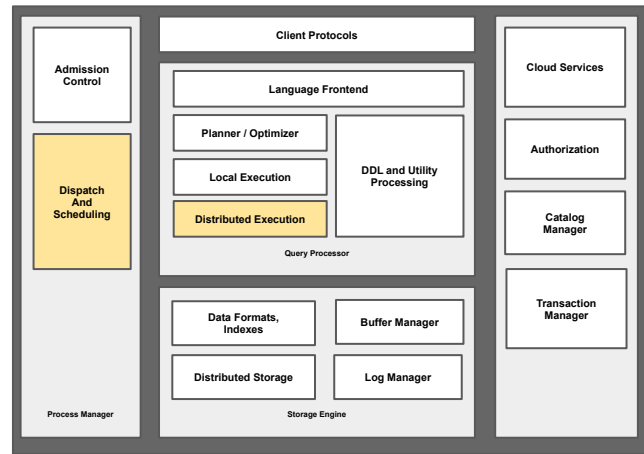 Admission
Control
Dispatch
And
Scheduling
Process Manager
Client Protocols
Language Frontend
Planner / Optimizer
Local Execution
Distributed Execution
DDL and Utility
Processing
Query Processor
Data Formats,
Indexes
Buffer Manager
Distributed Storage
Log Manager
Storage Engine
Cloud Services
Authorization
Catalog
Manager
Transaction
Manager